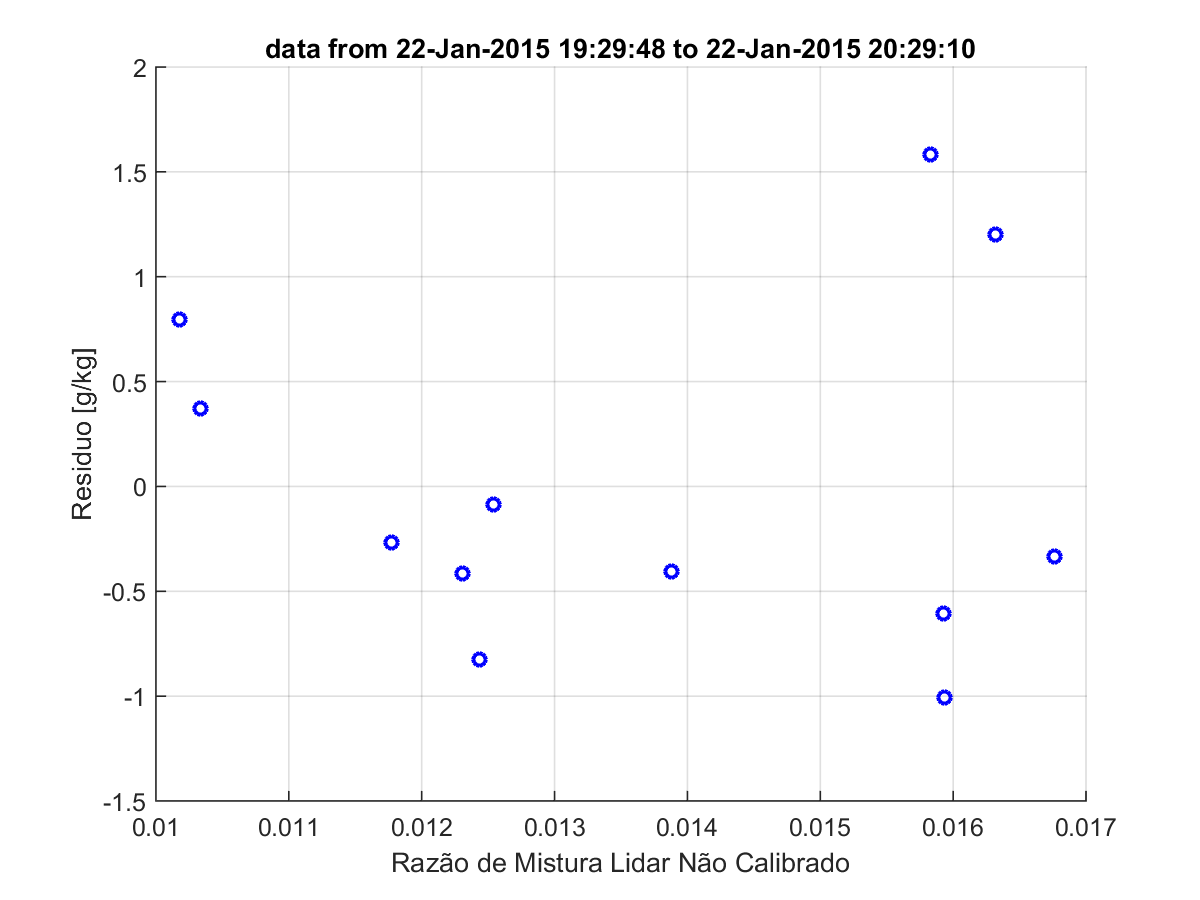 data from 22-Jan-2015 19:29:48 to 22-Jan-2015 20:29:10
2
1.5
1
0.5
0
-0.5
-1
-1.5
Residuo [g/kg]
0.01 0.011 0.012 0.013 0.014 0.015 0.016 0.017
Razão de Mistura Lidar Não Calibrado